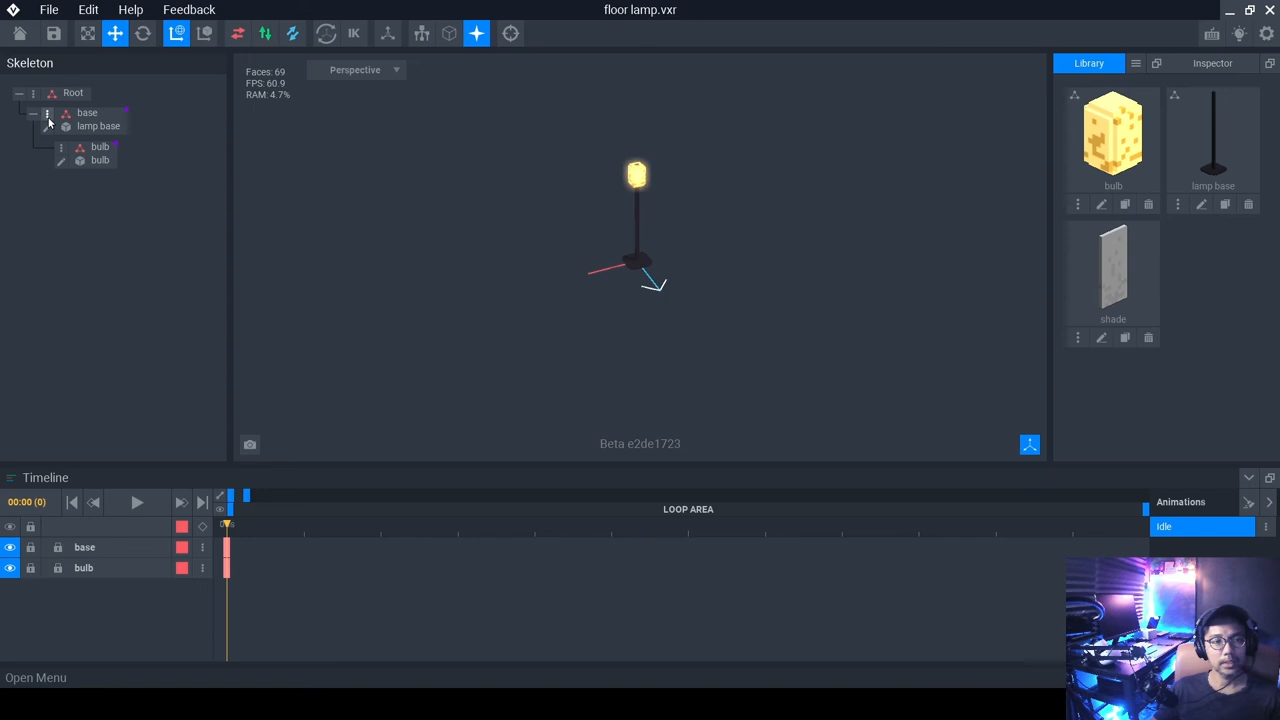 File Edit Help Feedback
floor lamp.vxr
IK
Skeleton
Root
base
lamp base
bulb
bulb
Faces: 69
FPS: 60.9
RAM: 4.7%
Perspective
Beta e2de1723
Library
Inspector
bulb
lamp base
shade
Timeline
00:00 (0)
LOOP AREA
Animations
Idle
base
bulb
Open Menu